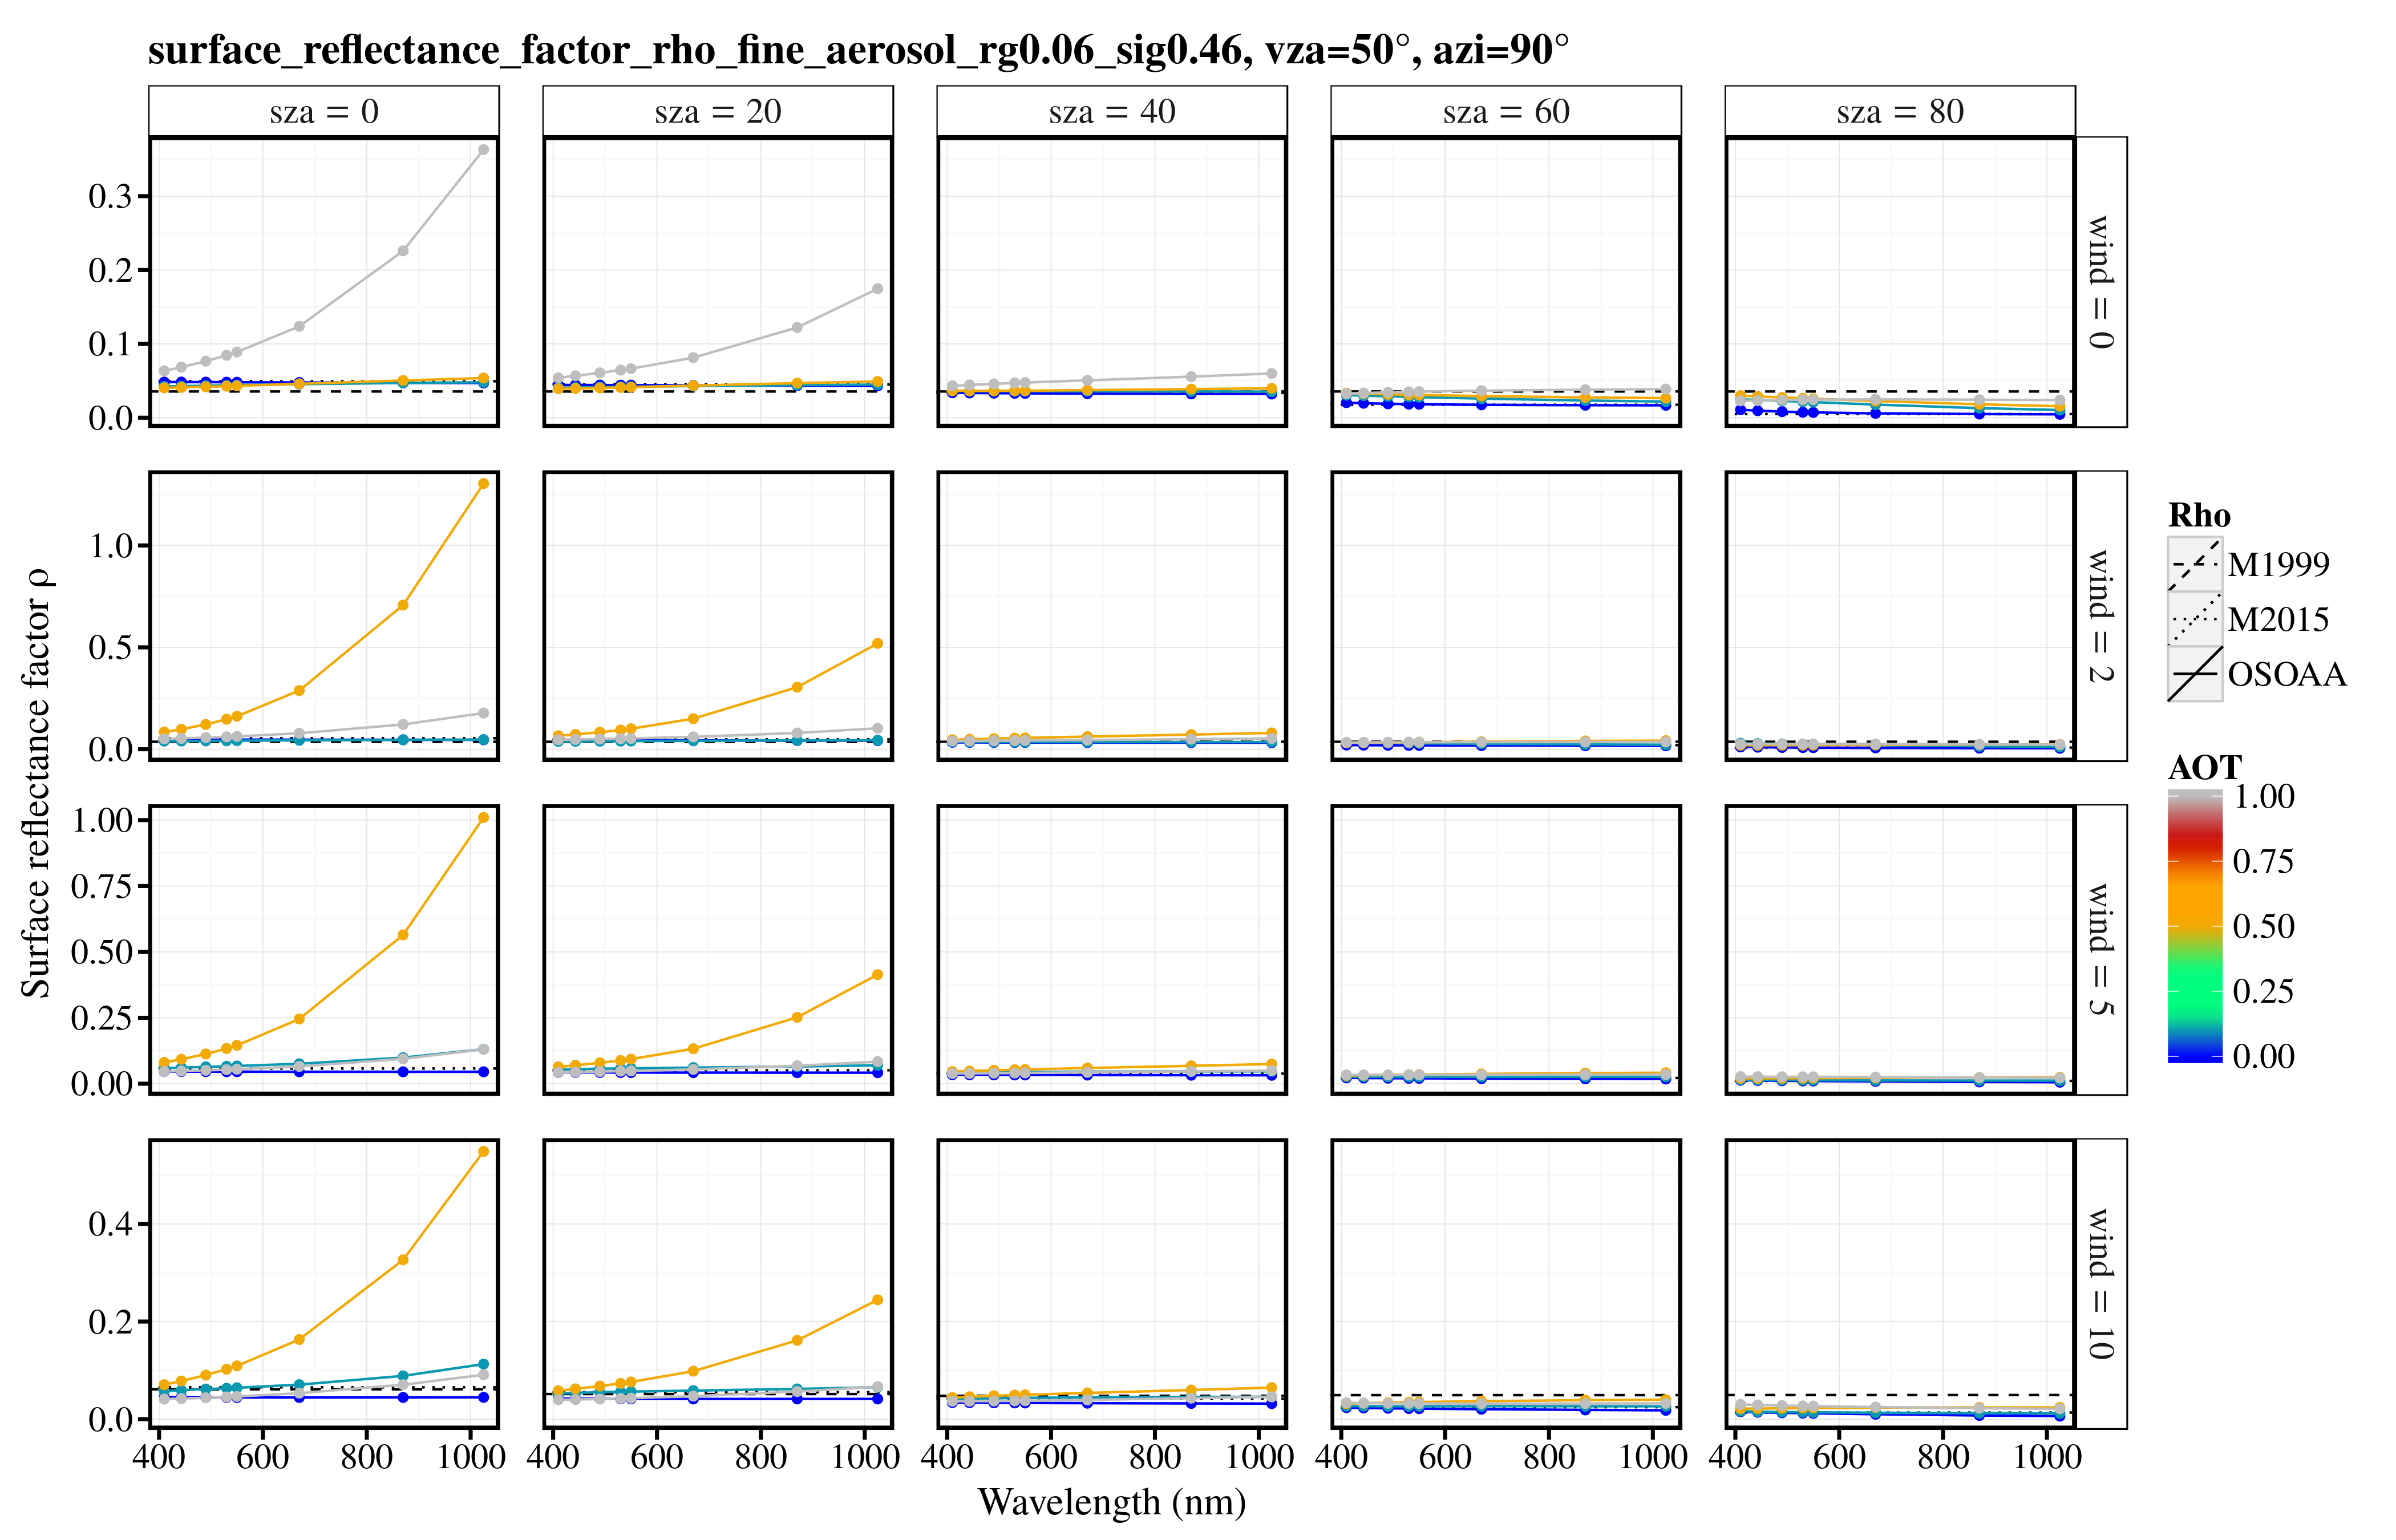 surface_reflectance_factor_rho_fine_aerosol_rg0.06_sig0.46, vza=50°, azi=90°
sza = 0
sza = 20
sza = 40
sza = 60
sza = 80
0.3
0.2
0.1
0.0
wind = 0
1.0
0.5
0.0
wind = 2
1.00
0.75
0.50
0.25
0.00
wind = 5
0.4
0.2
0.0
wind = 10
400 600 800 1000
400 600 800 1000
400 600 800 1000
400 600 800 1000
400 600 800 1000
Wavelength (nm)
Surface reflectance factor ρ
Rho
M1999
M2015
OSOAA
AOT
1.00
0.75
0.50
0.25
0.00